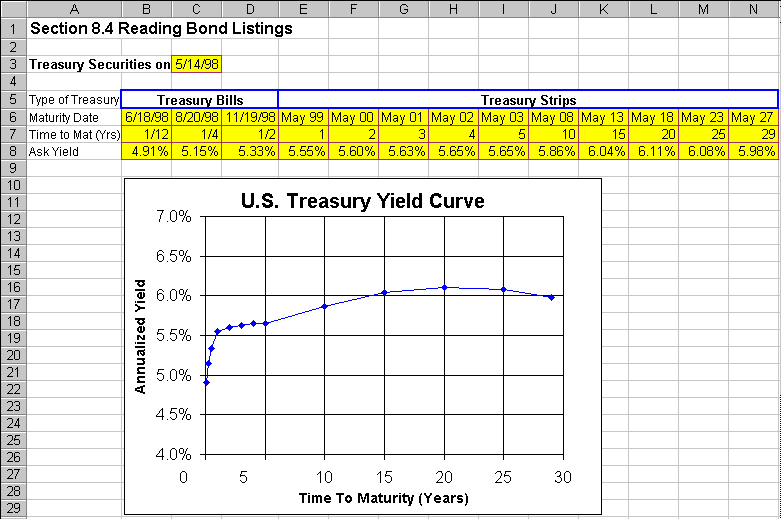 A B C D E F G H I J K L M N
1 Section 8.4 Reading Bond Listings
2
3 Treasury Securities on 5/14/98
4
5 Type of Treasury Treasury Bills Treasury Strips
6 Maturity Date 6/18/98 8/20/98 11/19/98 May 99 May 00 May 01 May 02 May 03 May 08 May 13 May 18 May 23 May 27
7 Time to Mat (Yrs) 1/12 1/4 1/2 1 2 3 4 5 10 15 20 25 29
8 Ask Yield 4.91% 5.15% 5.33% 5.55% 5.60% 5.63% 5.65% 5.65% 5.86% 6.04% 6.11% 6.08% 5.98%
9
10
11 U.S. Treasury Yield Curve
12 7.0%
13
14 6.5%
15
16 6.0%
17
18
19 5.5%
20
21 5.0%
22
23
24 4.5%
25
26 4.0%
27 0 5 10 15 20 25 30
28 Time To Maturity (Years)
29
Annualized Yield